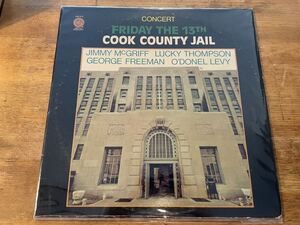 CONCERT
FRIDAY THE 13TH
COOK COUNTY JAIL
JIMMY McGRIFF LUCKY THOMPSON
GEORGE FREEMAN O'DONEL LEVY